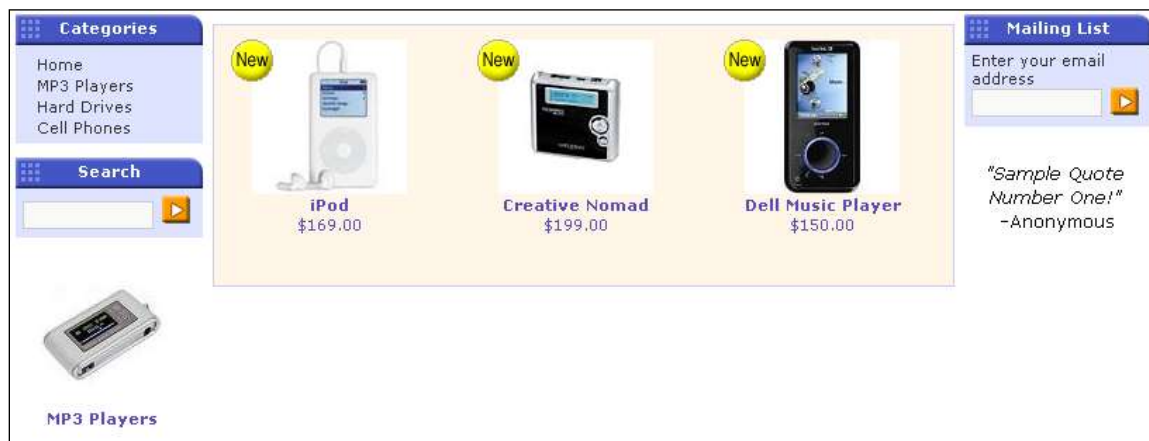 Categories
Home
MP3 Players
Hard Drives
Cell Phones
Search
MP3 Players
New
iPod
$169.00
New
Creative Nomad
$199.00
New
Dell Music Player
$150.00
Mailing List
Enter your email
address
"Sample Quote
Number One!"
–Anonymous